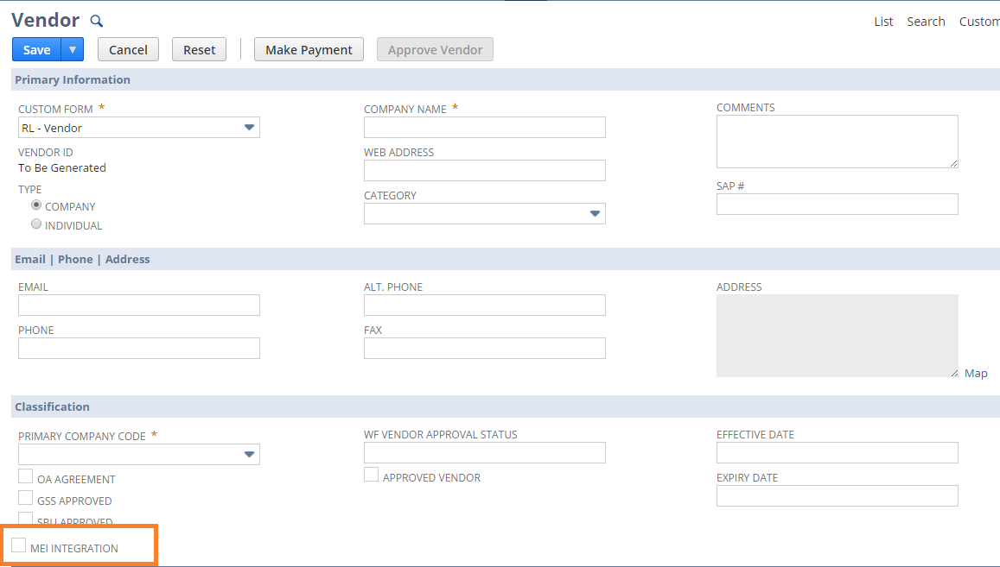 Vendor
List Search Custom
Save Cancel Reset Make Payment Approve Vendor
Primary Information
CUSTOM FORM *
RL - Vendor
VENDOR ID
To Be Generated
TYPE
COMPANY
INDIVIDUAL
COMPANY NAME *
WEB ADDRESS
CATEGORY
COMMENTS
SAP #
Email | Phone | Address
EMAIL
PHONE
ALT. PHONE
FAX
ADDRESS
Map
Classification
PRIMARY COMPANY CODE *
OA AGREEMENT
GSS APPROVED
SBU APPROVED
MEI INTEGRATION
WF VENDOR APPROVAL STATUS
APPROVED VENDOR
EFFECTIVE DATE
EXPIRY DATE